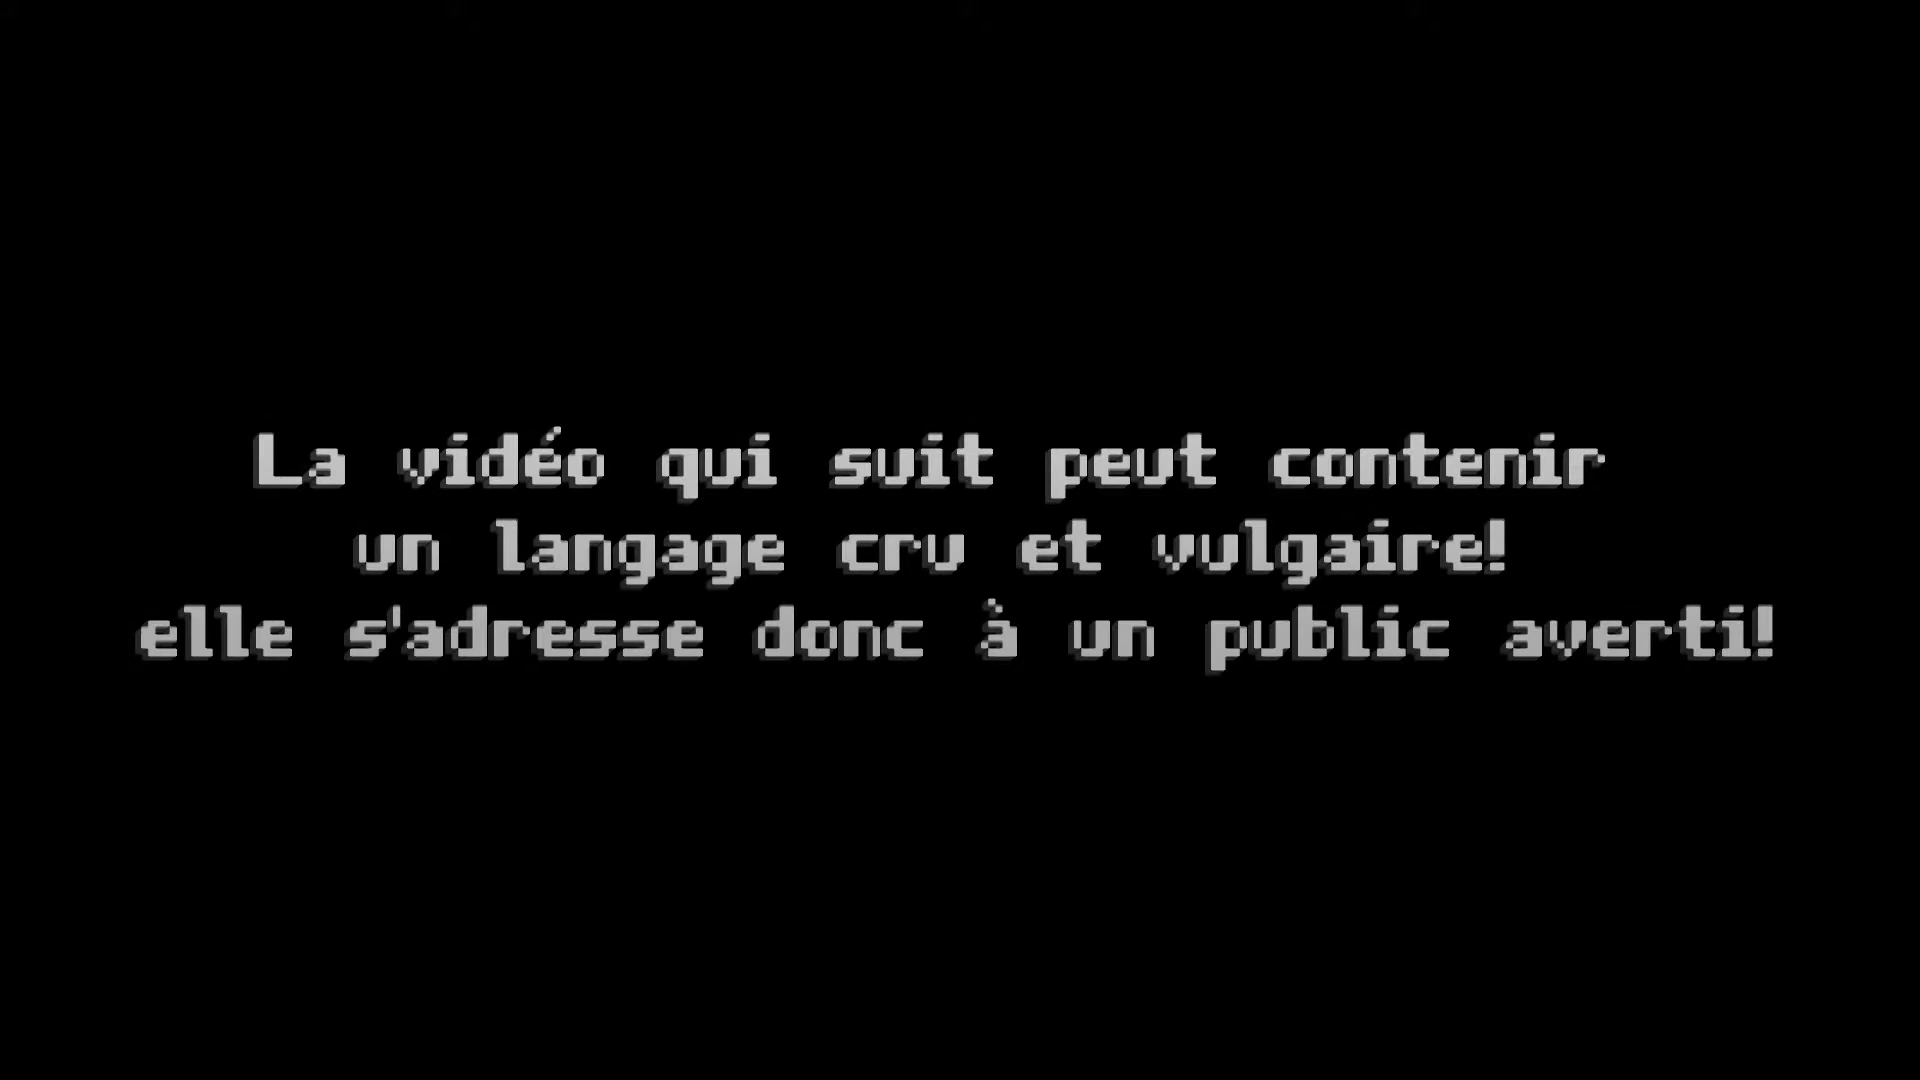 La vidéo qui suit peut contenir
un langage cru et vulgaire!
elle s'adresse donc à un public averti!